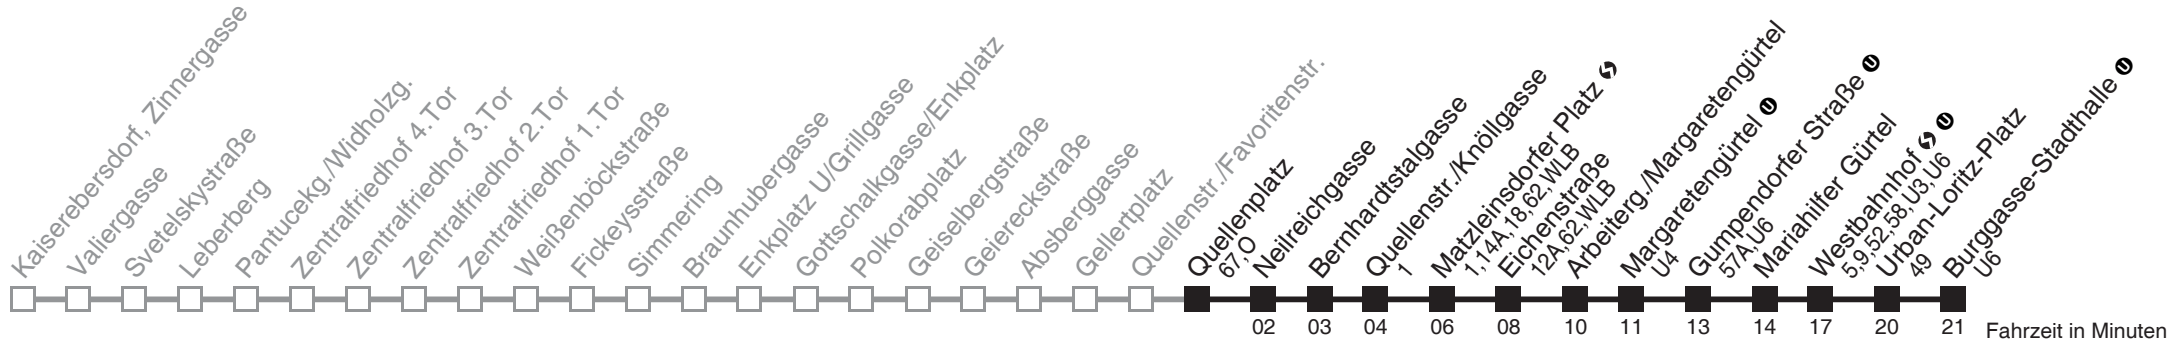 Kaiserebersdorf, Zinnergasse
Valiergasse
Svetelskystraße
Leberberg
Pantucekg./Widholzg.
Zentralfriedhof 4.Tor
Zentralfriedhof 3.Tor
Zentralfriedhof 2.Tor
Zentralfriedhof 1.Tor
Weißenböckstraße
Fickeysstraße
Simmering
Braunhubergasse
Enkplatz U/Grillgasse
Gottschalkgasse/Enkplatz
Polkorabplatz
Geiselbergstraße
Geiereckstraße
Absberggasse
Gellertplatz
Quellenstr./Favoritenstr.
Quellenplatz
67,O
Neilreichgasse
Bernhardtstalgasse
Quellenstr./Knöllgasse
1
Matzleinsdorfer Platz
1,14A,18,62,WLB
Eichenstraße
12A,62,WLB
Arbeiterg./Margaretengürtel
Margaretengürtel U
U4
Gumpendorfer Straße U
57A,U6
Mariahilfer Gürtel
Westbahnhof U
5,9,52,58,U3,U6
Urban-Loritz-Platz
49
Burggasse-Stadthalle U
U6
02 03 04 06 08 10 11 13 14 17 20 21 Fahrzeit in Minuten